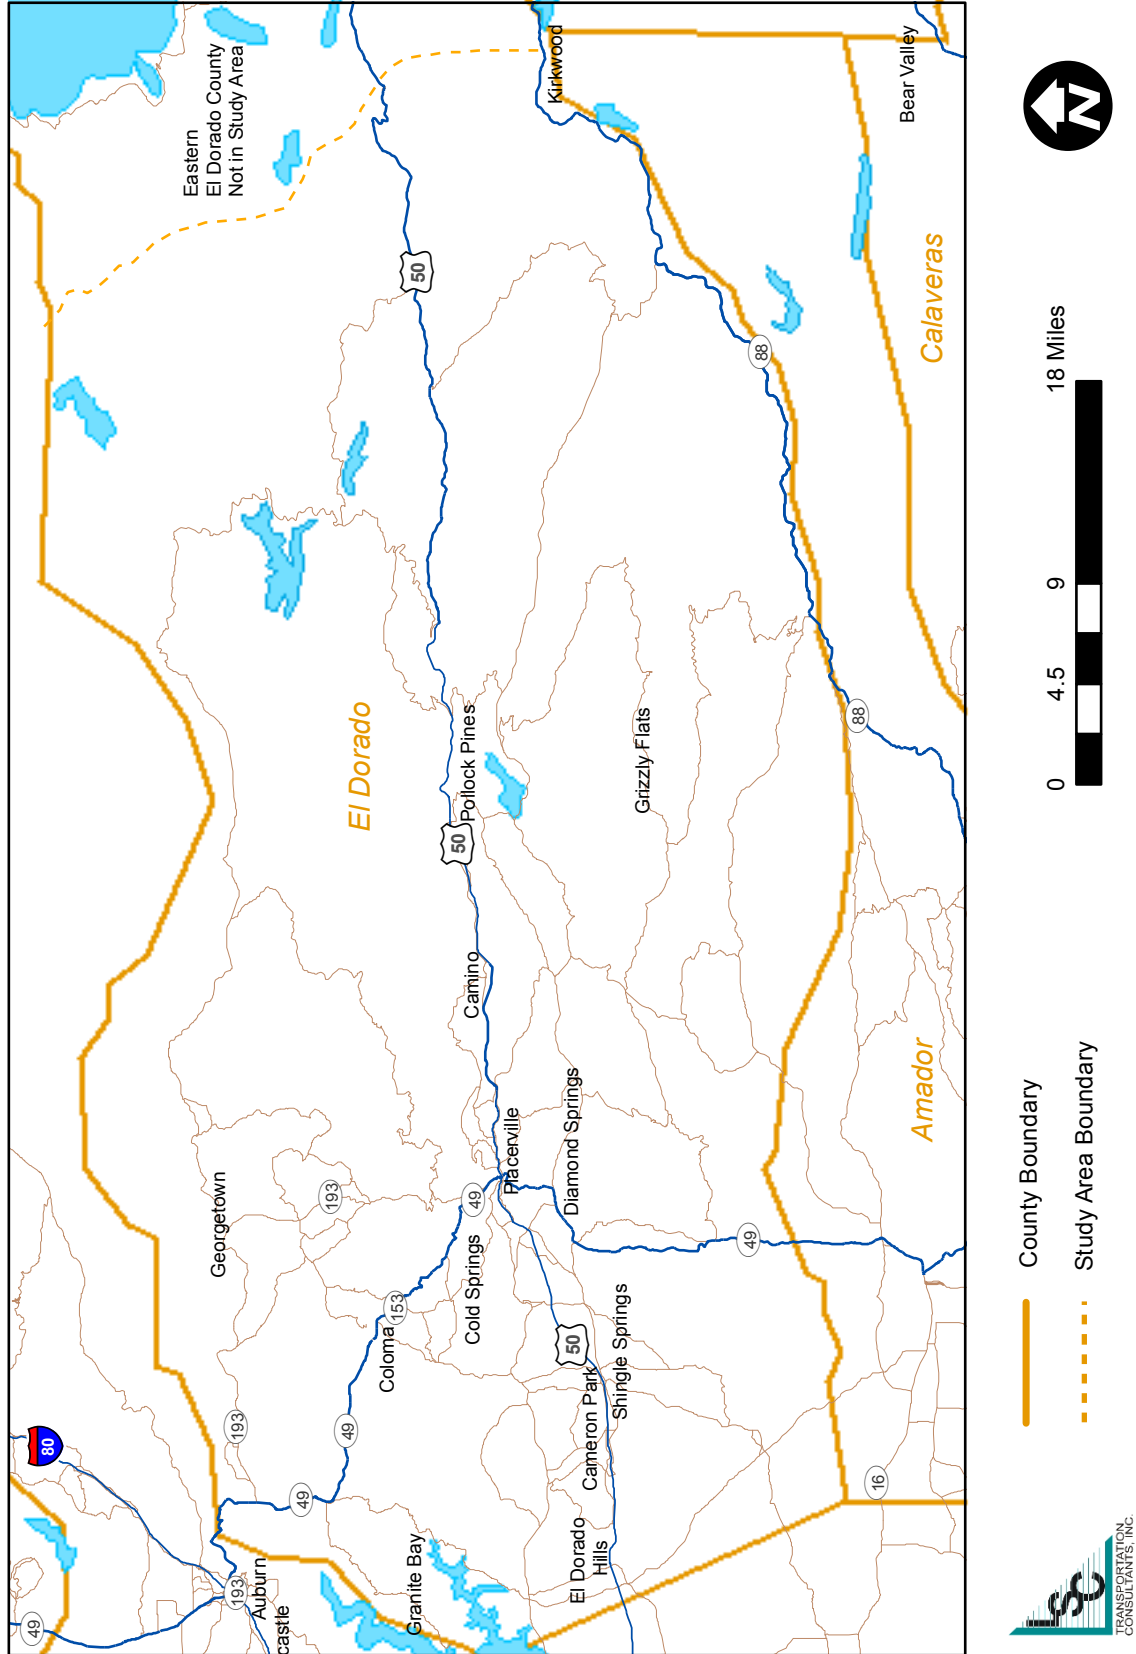 Eastern
El Dorado County
Not in Study Area
Kirkwood
Bear Valley
50
88
Calaveras
El Dorado
Pollock Pines
50
Grizzly Flats
88
Camino
Amador
Georgetown
193
49
Placerville
Diamond Springs
Cold Springs
49
153
Coloma
50
Shingle Springs
Cameron Park
193
49
49
80
16
El Dorado
Hills
Granite Bay
193
Auburn
castle
49
County Boundary
Study Area Boundary
0 4.5 9 18 Miles
N
LSC
TRANSPORTATION
CONSULTANTS, INC.